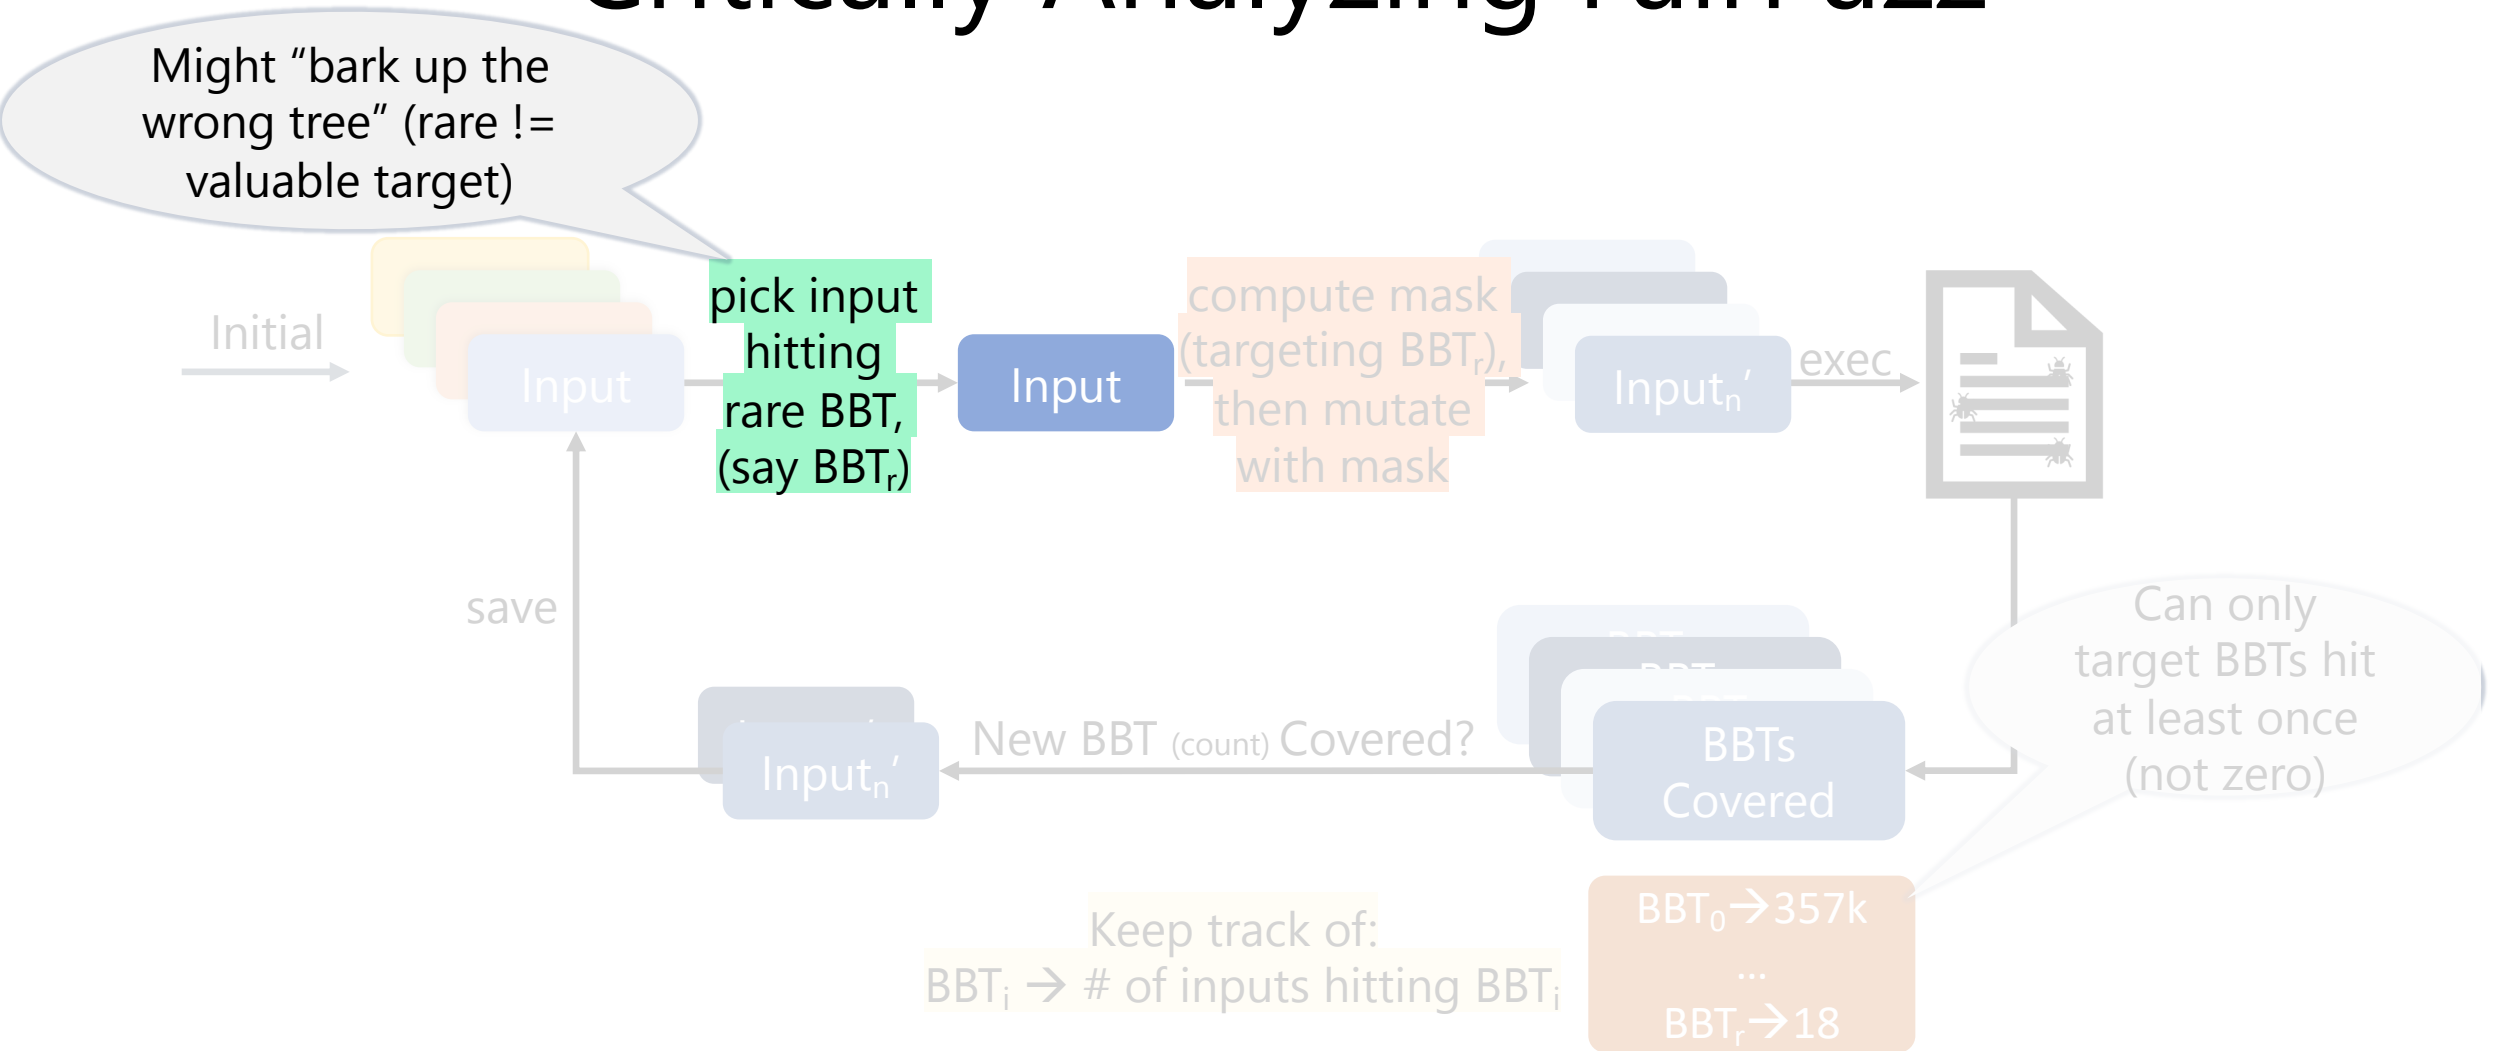 Critically Analyzing FairFuzz
Might “bark up the
wrong tree” (rare !=
valuable target)
Initial
Input
pick input
hitting
rare BBT,
(say BBTr)
Input
compute mask
(targeting BBTr),
then mutate
with mask
Inputn’
exec
save
Inputn’
New BBT (count) Covered?
BBTs
Covered
Can only
target BBTs hit
at least once
(not zero)
Keep track of:
BBTi → # of inputs hitting BBTi
BBT0→357k
...
BBTr→18